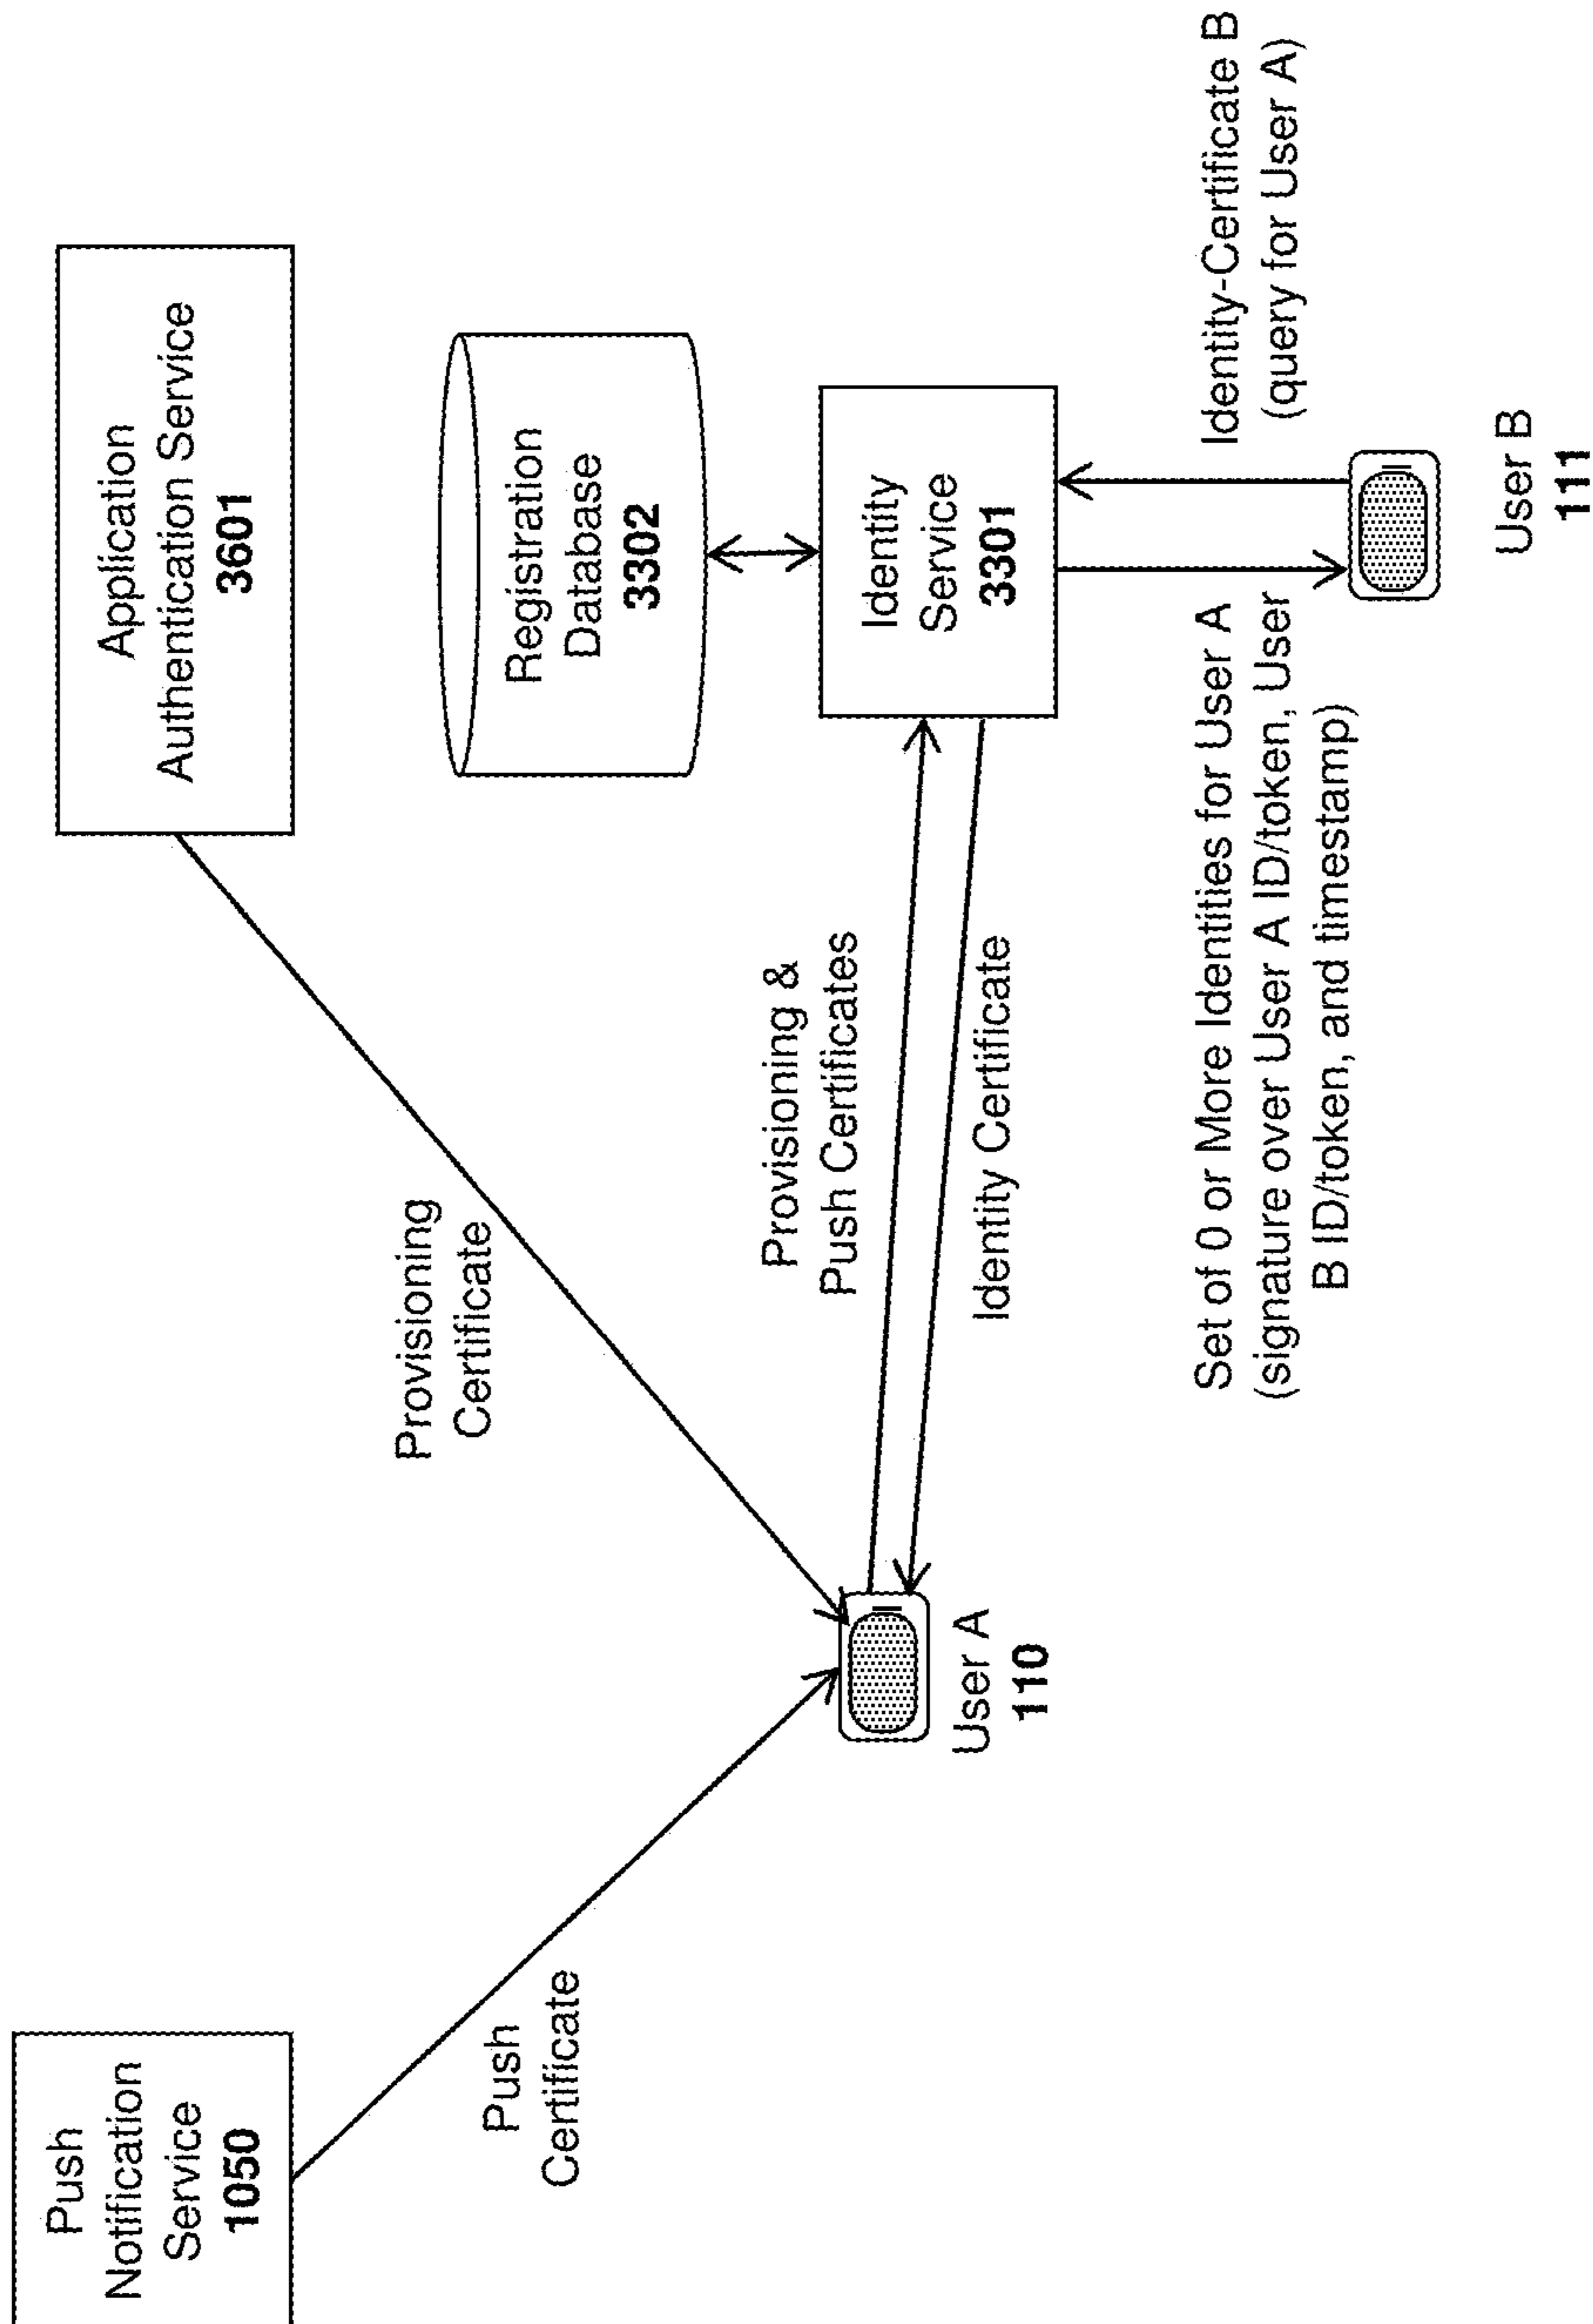 Push
Notification
Service
1050
Application
Authentication Service
3601
Push
Certificate
Provisioning
Certificate
Registration
Database
3302
Provisioning &
Push Certificates
Identity
Service
3301
Identity Certificate
User A
110
Set of 0 or More Identities for User A
(signature over User A ID/token, User
B ID/token, and timestamp)
Identity-Certificate B
(query for User A)
User B
111